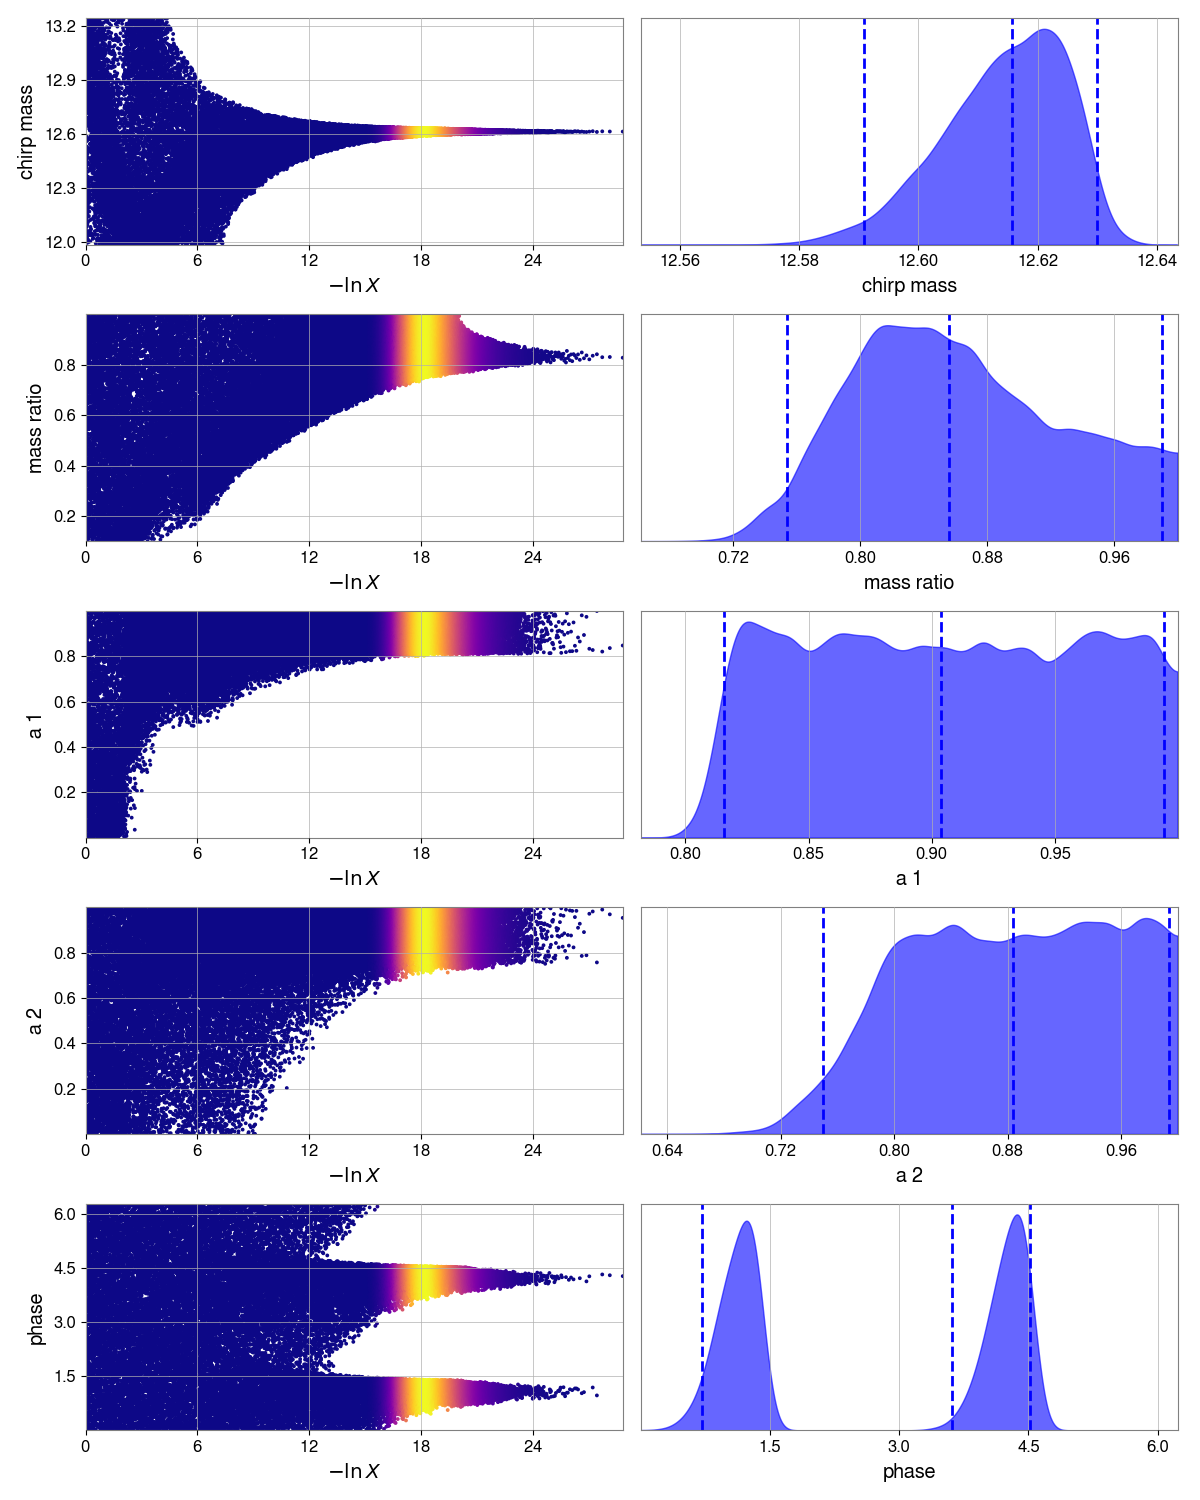 13.2
12.9
12.6
12.3
12.0
chirp mass
0 6 12 18 24
−ln X
12.56 12.58 12.60 12.62 12.64
chirp mass
0.8
0.6
0.4
0.2
mass ratio
0 6 12 18 24
−ln X
0.72 0.80 0.88 0.96
mass ratio
0.8
0.6
0.4
0.2
a 1
0 6 12 18 24
−ln X
0.80 0.85 0.90 0.95
a 1
0.8
0.6
0.4
0.2
a 2
0 6 12 18 24
−ln X
0.64 0.72 0.80 0.88 0.96
a 2
6.0
4.5
3.0
1.5
phase
0 6 12 18 24
−ln X
1.5 3.0 4.5 6.0
phase